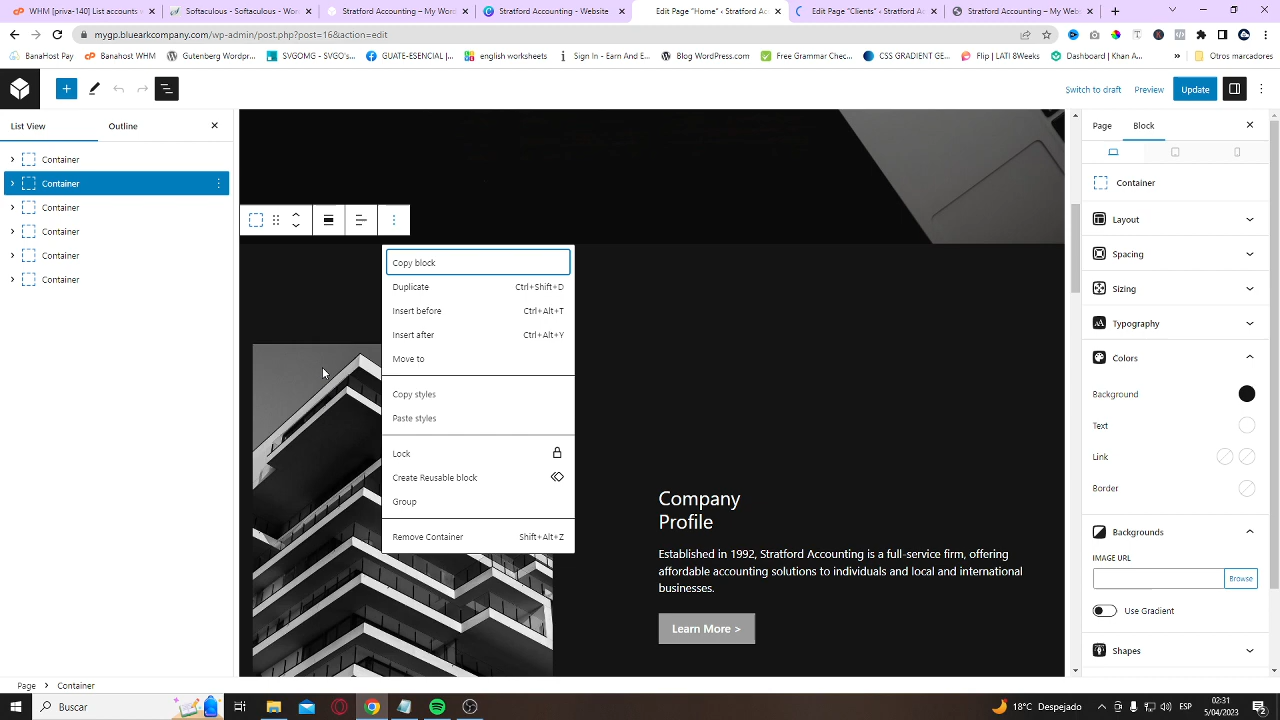 WHM [priva-140] List accounts w
Softaculous - Softaculous - Wor
Stratford Accounting – My Word
Stratford Accounting - Website
Edit Page "Home" ‹ Stratford Acc
Edit Page "Clients" ‹ Stratford A
Stratford Accounting – My Webs
mygp.bluearkcompany.com/wp-admin/post.php?post=16&action=edit
BanaHost Pay
Banahost WHM
Gutenberg Wordpr...
SVGOMG - SVGO's...
GUATE-ESENCIAL |...
english worksheets
Sign In - Earn And E...
Blog WordPress.com
Free Grammar Chec...
CSS GRADIENT GE...
Flip | LATI 8Weeks
Dashboard | Khan A...
»
Otros marcadores
Switch to draft
Preview
Update
List View
Outline
Container
Container
Container
Container
Container
Container
Copy block
Duplicate Ctrl+Shift+D
Insert before Ctrl+Alt+T
Insert after Ctrl+Alt+Y
Move to
Copy styles
Paste styles
Lock
Create Reusable block
Group
Remove Container Shift+Alt+Z
Company
Profile
Established in 1992, Stratford Accounting is a full-service firm, offering
affordable accounting solutions to individuals and local and international
businesses.
Learn More >
Page
Block
Container
Layout
Spacing
Sizing
Typography
Colors
Background
Text
Link
Border
Backgrounds
IMAGE URL
Browse
Use Gradient
Shapes
Page > Container
Buscar
18°C Despejado
ESP
02:31
5/04/2023